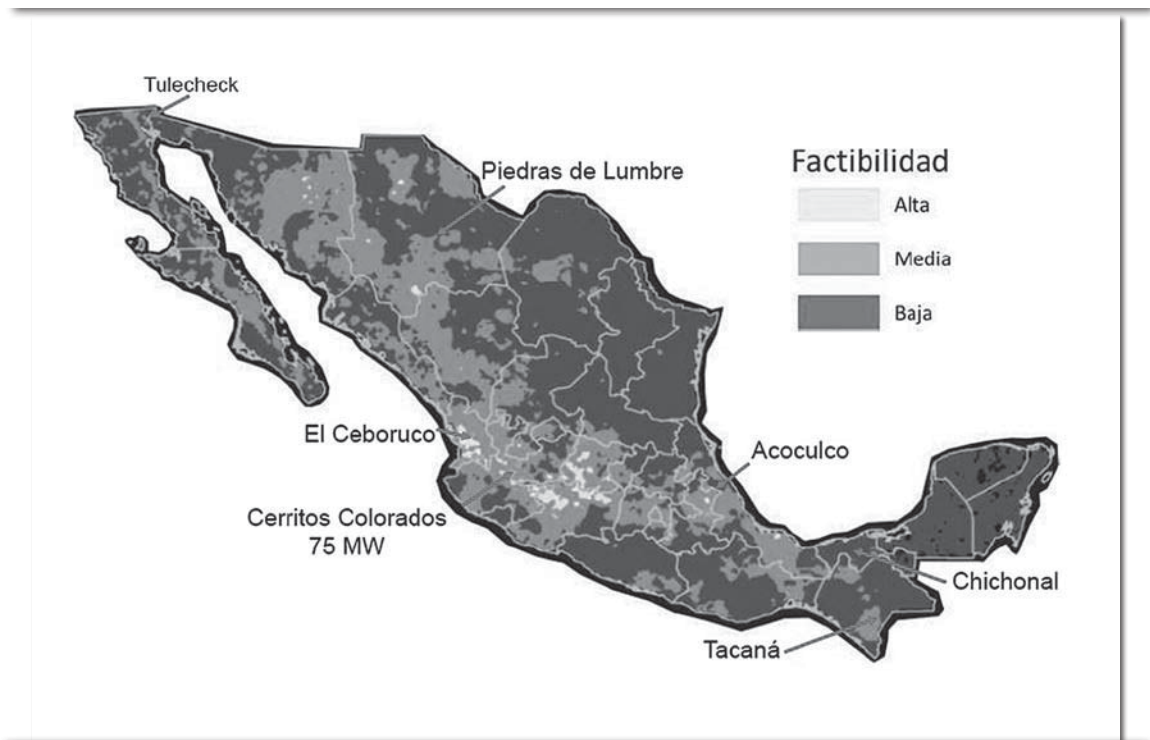 Tulecheck
Piedras de Lumbre
Factibilidad
Alta
Media
Baja
El Ceboruco
Acoculco
Cerritos Colorados
75 MW
Chichonal
Tacaná